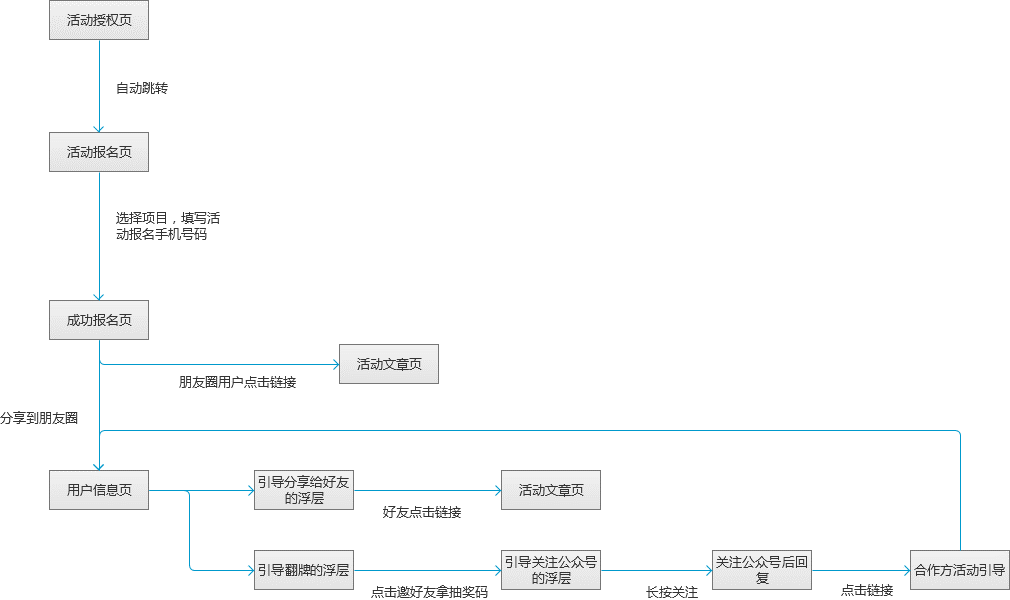 活动授权页
自动跳转
活动报名页
选择项目，填写活
动报名手机号码
成功报名页
活动文章页
朋友圈用户点击链接
分享到朋友圈
用户信息页
引导分享给好友
的浮层
活动文章页
好友点击链接
引导翻牌的浮层
引导关注公众号
的浮层
关注公众号后回
复
合作方活动引导
点击邀好友拿抽奖码
长按关注
点击链接